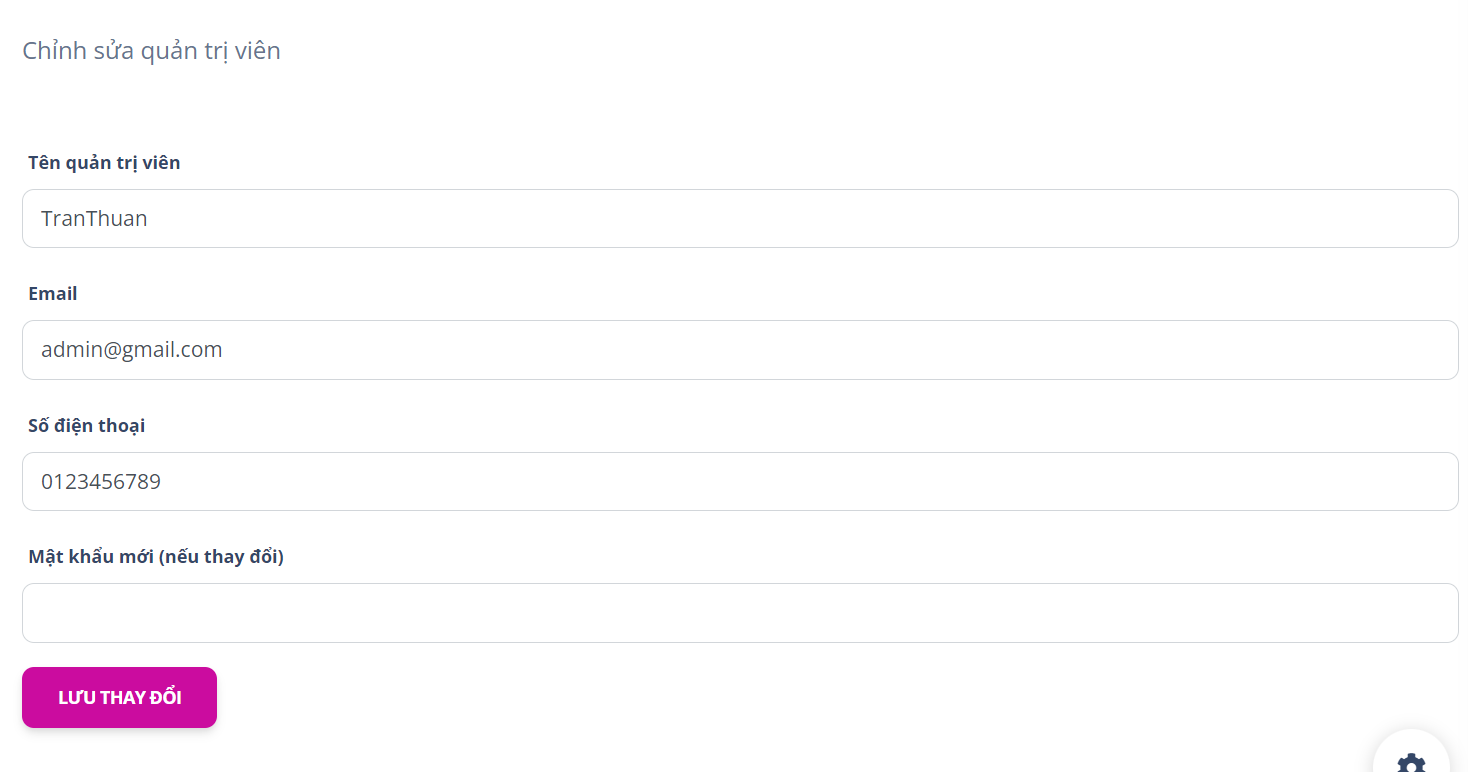 Chỉnh sửa quản trị viên
Tên quản trị viên
TranThuan
Email
admin@gmail.com
Số điện thoại
0123456789
Mật khẩu mới (nếu thay đổi)
LƯU THAY ĐỔI